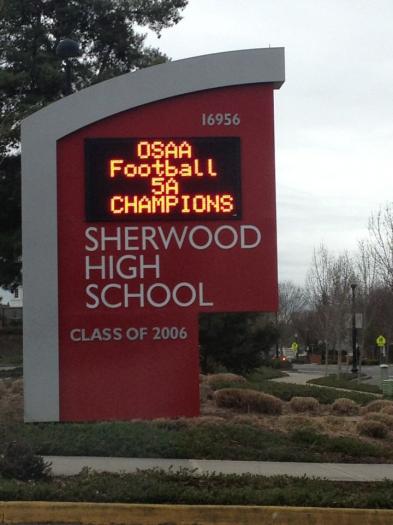 16956
OSAA
Football
5A
CHAMPIONS
SHERWOOD
HIGH
SCHOOL
CLASS OF 2006